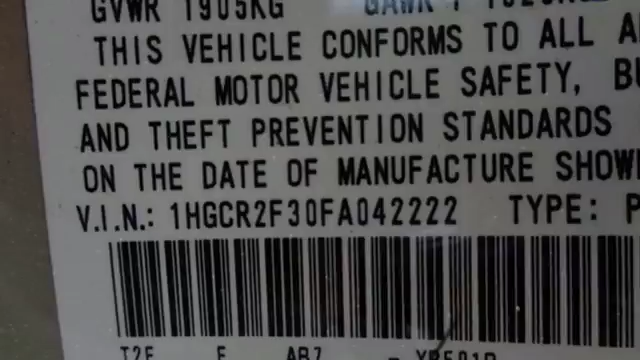 GVWR 1905KG
THIS VEHICLE CONFORMS TO ALL
FEDERAL MOTOR VEHICLE SAFETY,
AND THEFT PREVENTION STANDARDS
ON THE DATE OF MANUFACTURE SHOW
V.I.N.: 1HGCR2F30FA042222 TYPE: P